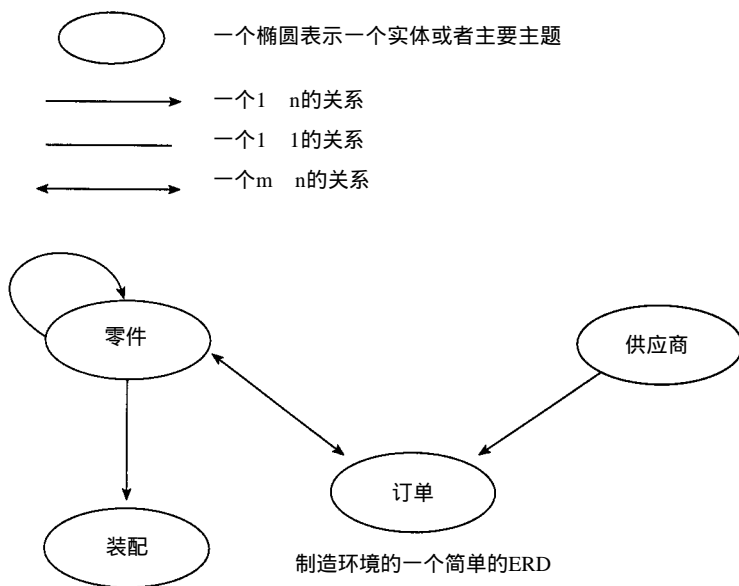 一个椭圆表示一个实体或者主要主题
一个1 n的关系
一个1 1的关系
一个m n的关系
零件
供应商
订单
装配
制造环境的一个简单的ERD